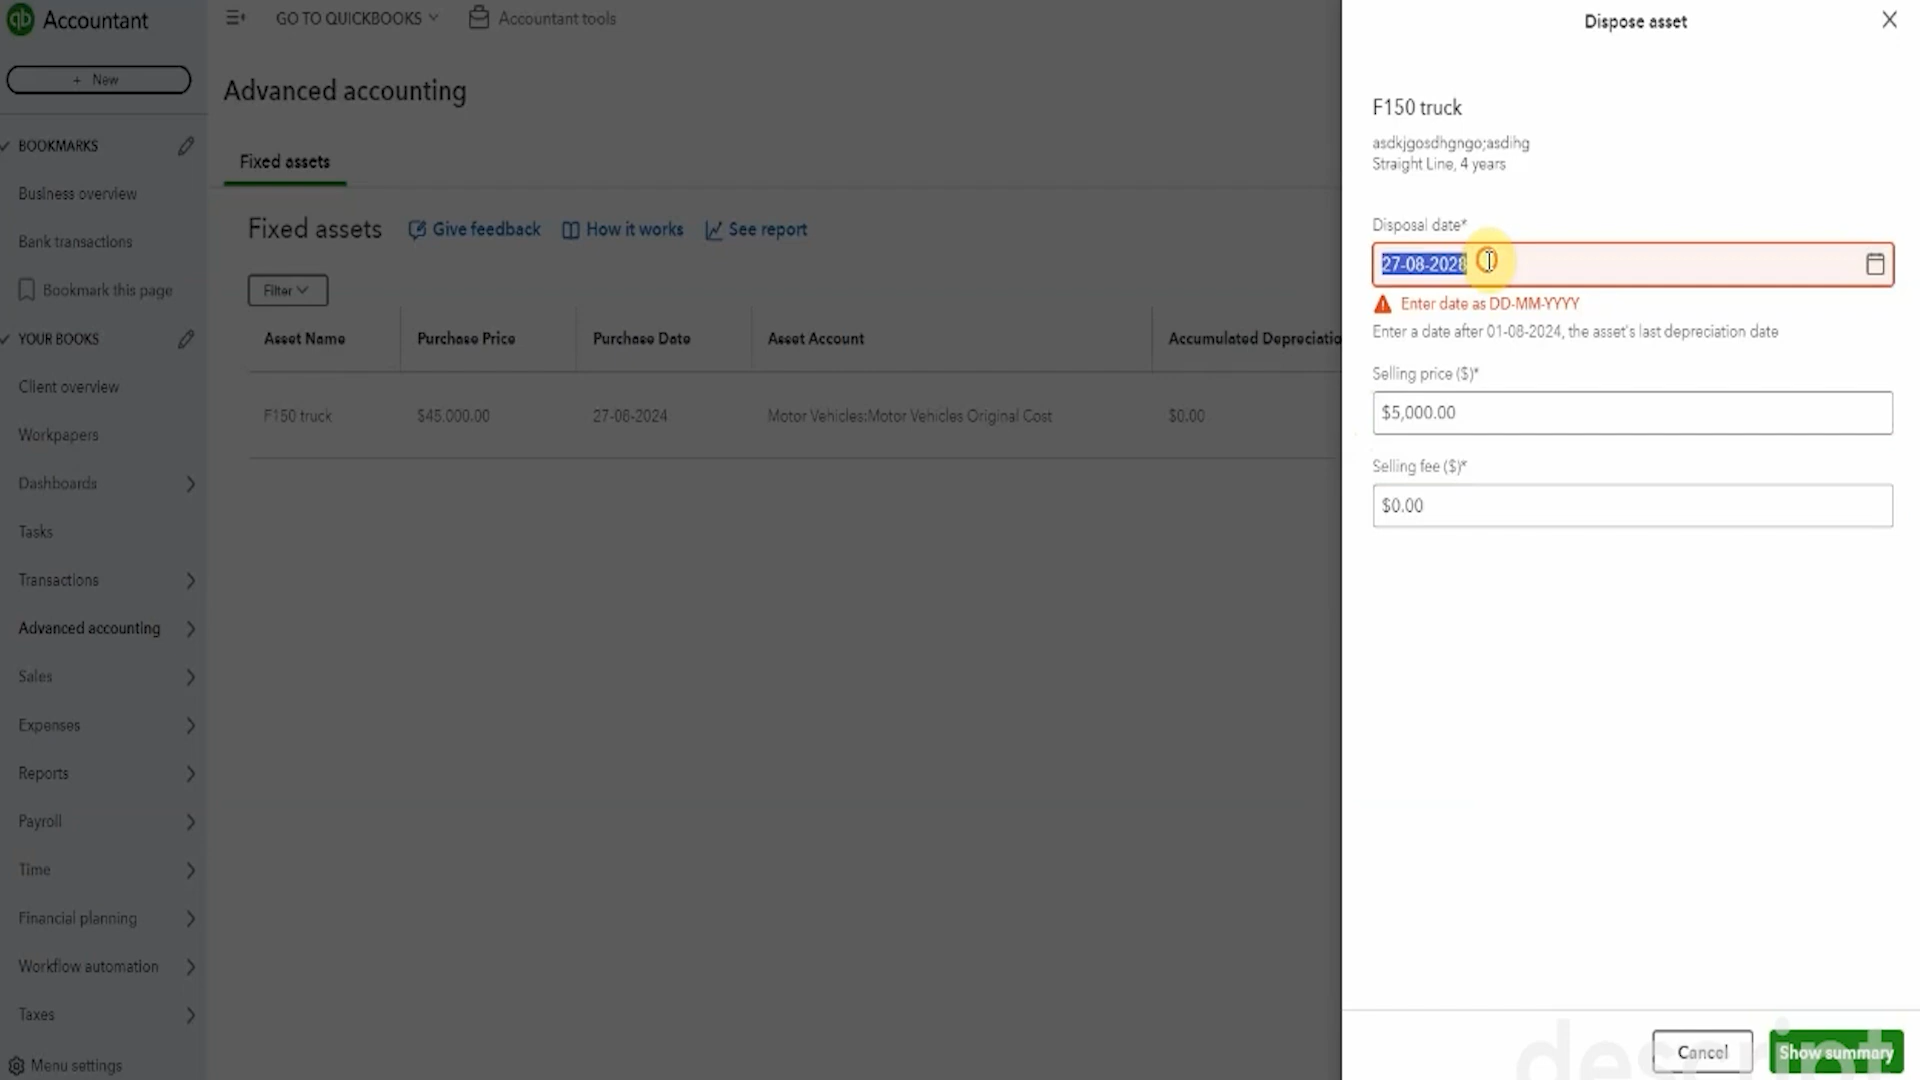 qb Accountant
GO TO QUICKBOOKS
Accountant tools
+ New
BOOKMARKS
Business overview
Bank transactions
Bookmark this page
YOUR BOOKS
Client overview
Workpapers
Dashboards
Tasks
Transactions
Advanced accounting
Sales
Expenses
Reports
Payroll
Time
Financial planning
Workflow automation
Taxes
Menu settings
Advanced accounting
Fixed assets
Fixed assets Give feedback How it works See report
Filter
Asset Name Purchase Price Purchase Date Asset Account Accumulated Depreciatio
F150 truck $45,000.00 27-08-2024 Motor Vehicles:Motor Vehicles Original Cost $0.00
Dispose asset
F150 truck
asdkjgosdhgngo;asdihg
Straight Line, 4 years
Disposal date*
27-08-2028
Enter date as DD-MM-YYYY
Enter a date after 01-08-2024, the asset's last depreciation date
Selling price ($)*
$5,000.00
Selling fee ($)*
$0.00
Cancel Show summary
descript